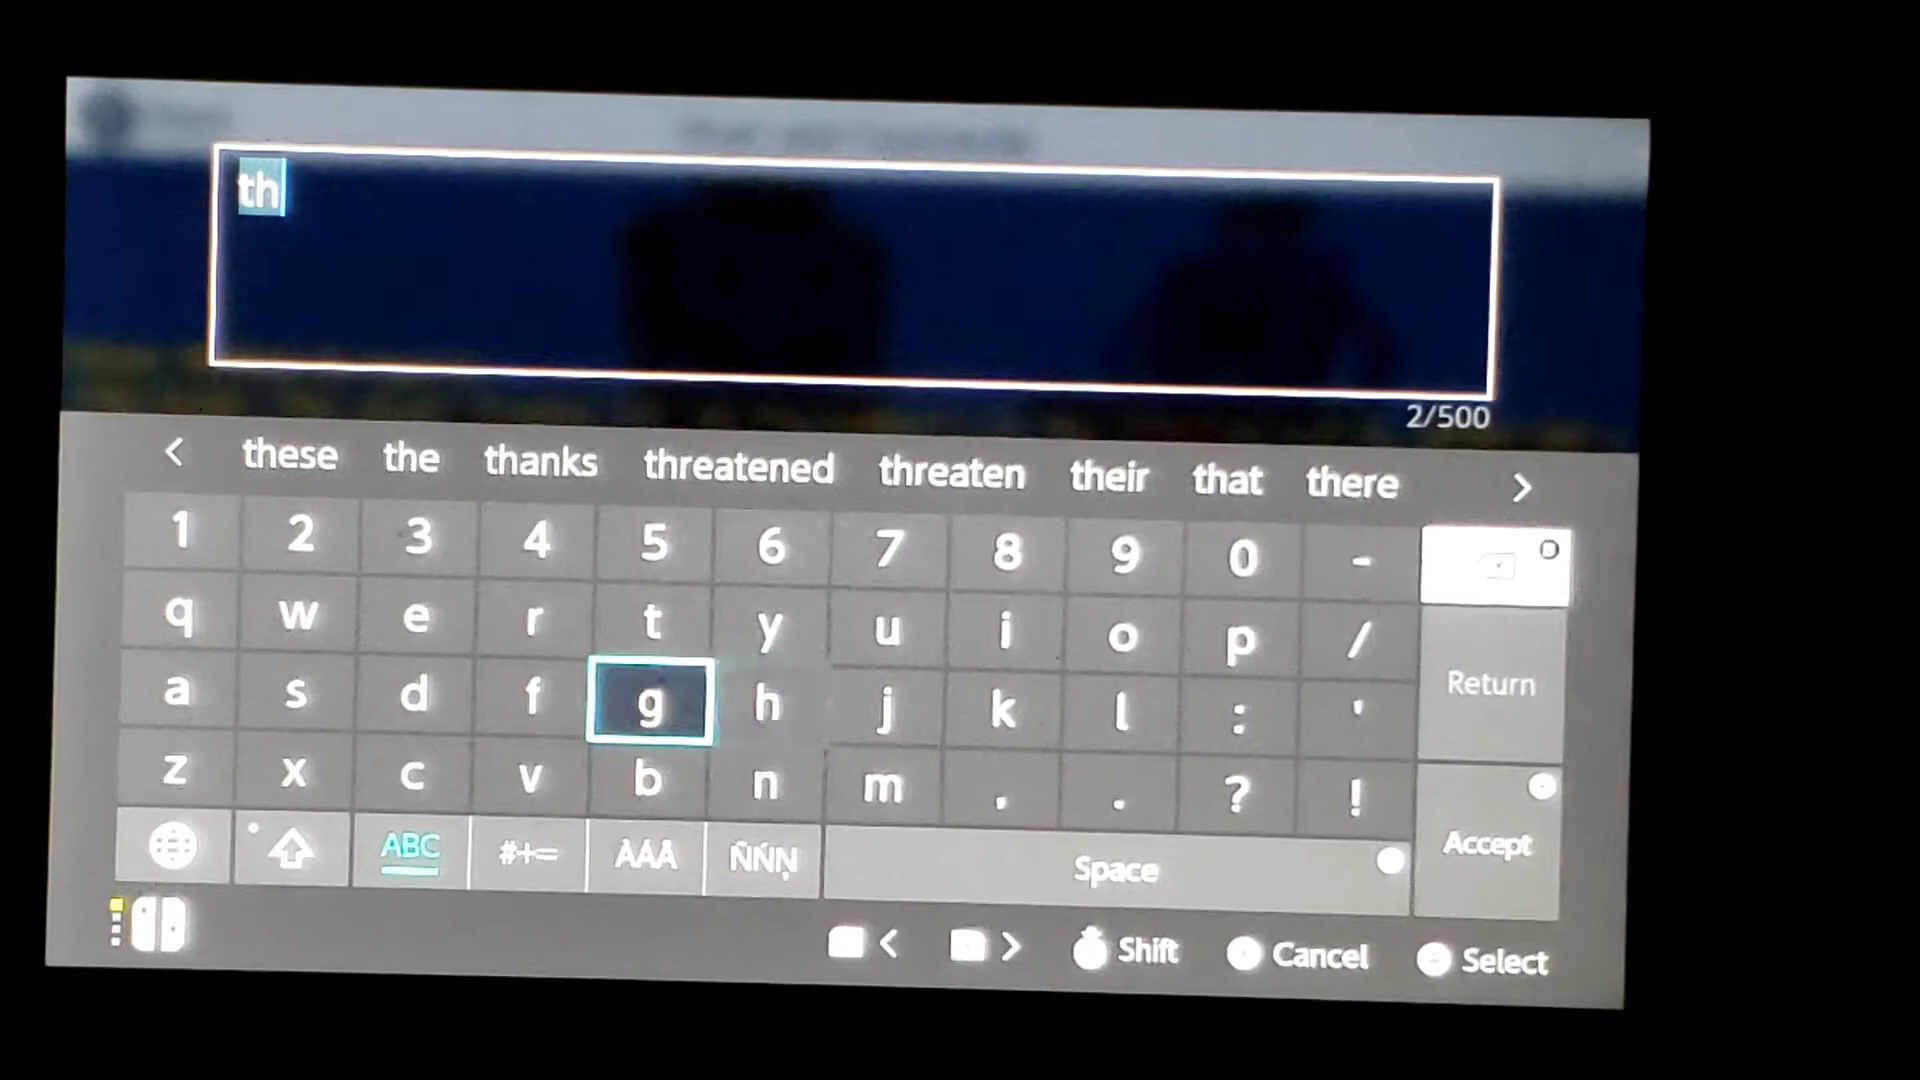 th
2/500
< these the thanks threatened threaten their that there >
1 2 3 4 5 6 7 8 9 0 -
q w e r t y u i o p /
Return
a s d f g h j k l : '
z x c v b n m , . ? !
Accept
ABC #+= ÀÁÂ ÑŃŅ Space
< > Shift Cancel Select